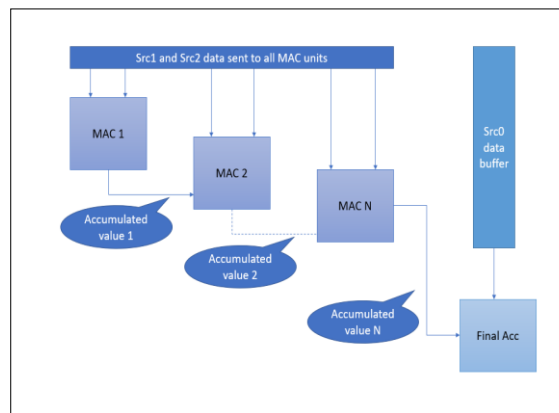 Src1 and Src2 data sent to all MAC units
MAC 1
MAC 2
MAC N
Src0
data
buffer
Accumulated
value 1
Accumulated
value 2
Accumulated
value N
Final Acc